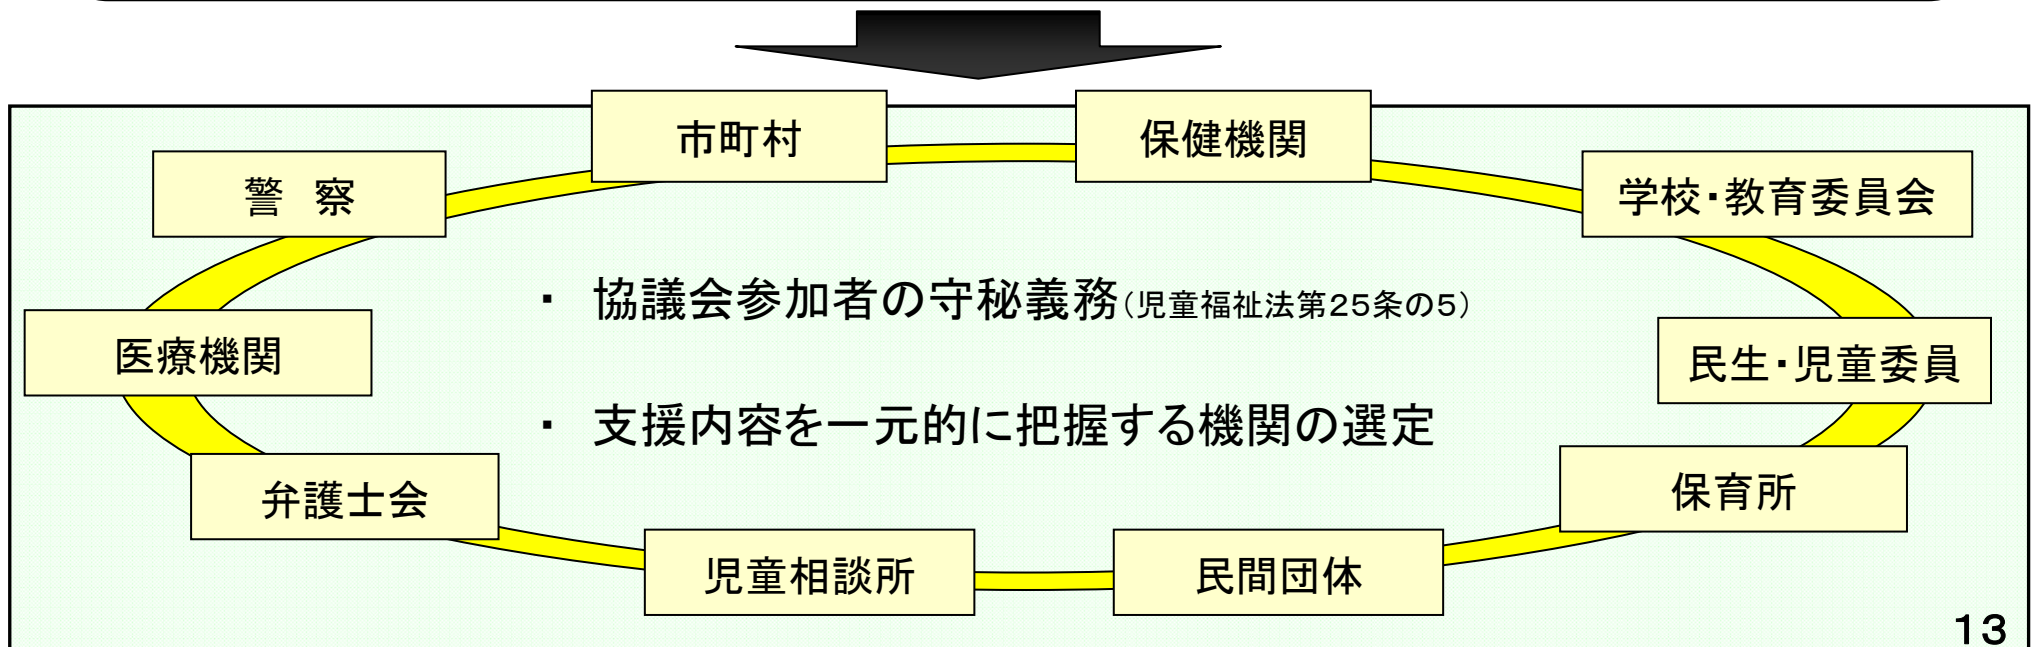 市町村
保健機関
警　察
学校・教育委員会
・ 協議会参加者の守秘義務(児童福祉法第25条の5)
医療機関
民生・児童委員
・ 支援内容を一元的に把握する機関の選定
弁護士会
保育所
児童相談所
民間団体
13